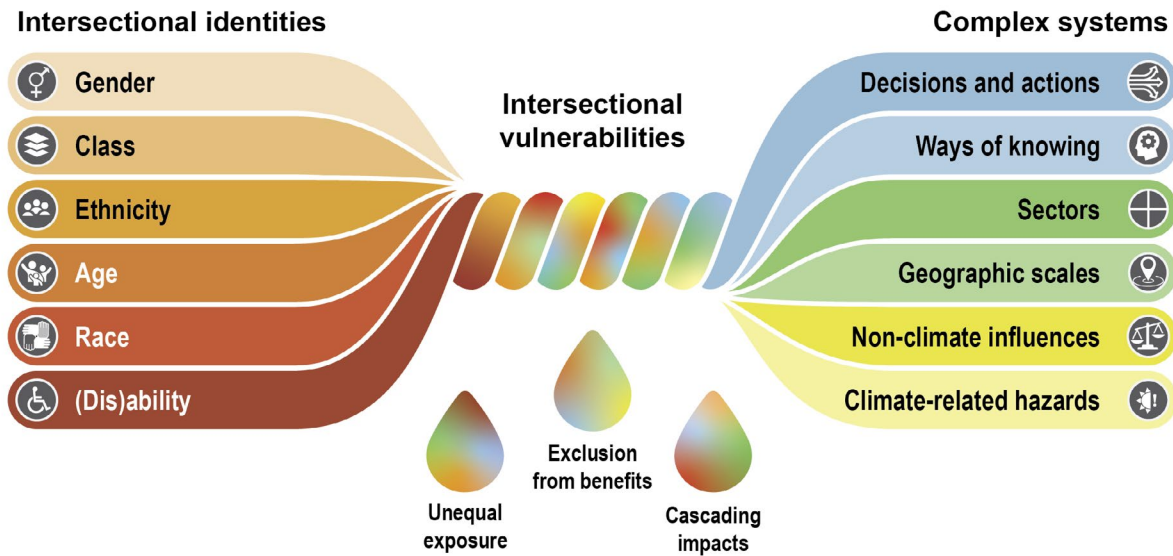 Intersectional identities
Gender
Class
Ethnicity
Age
Race
(Dis)ability
Intersectional
vulnerabilities
Unequal
exposure
Exclusion
from benefits
Cascading
impacts
Complex systems
Decisions and actions
Ways of knowing
Sectors
Geographic scales
Non-climate influences
Climate-related hazards